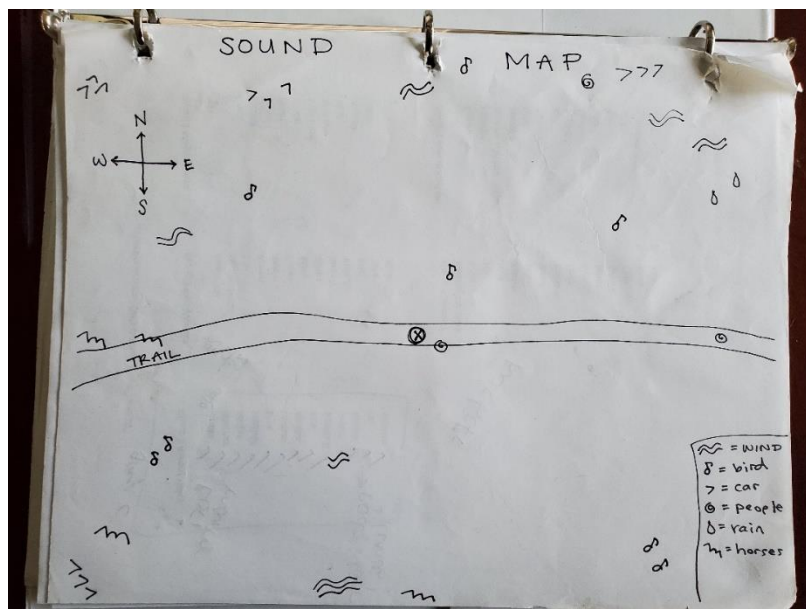 SOUND MAP
N
W E
S
TRAIL
= WIND
= bird
= car
= people
= rain
= horses